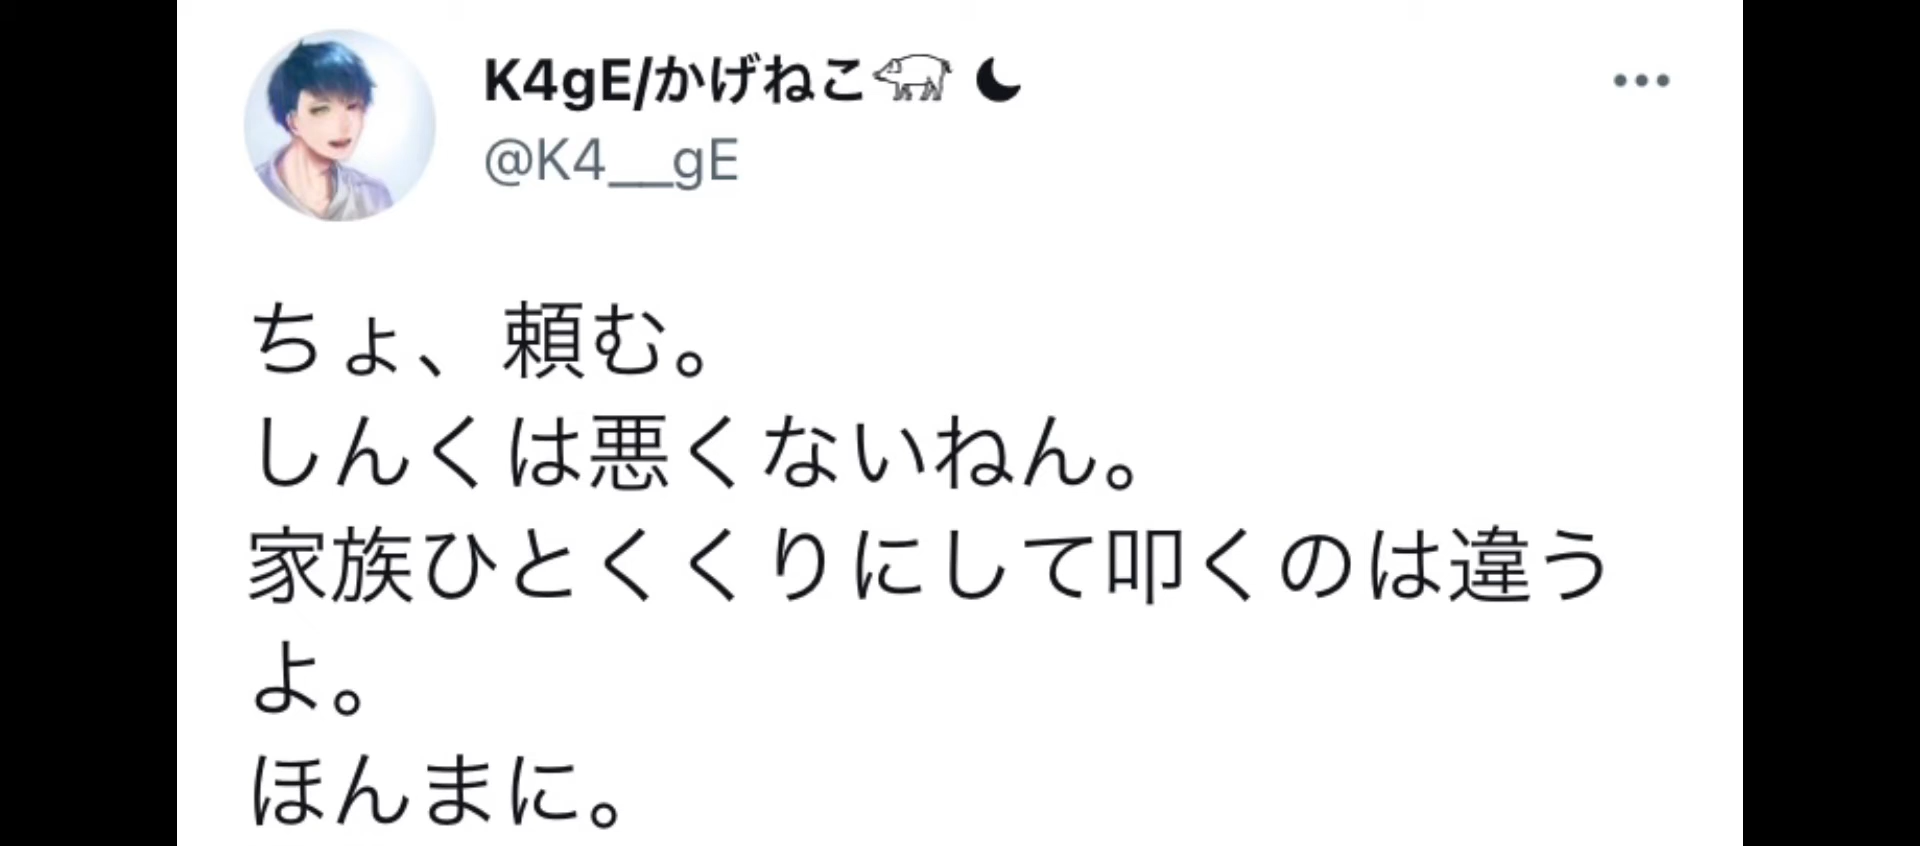 K4gE/かげねこ🐖 🌙
@K4__gE
ちょ、頼む。
しんくは悪くないねん。
家族ひとくくりにして叩くのは違う
よ。
ほんまに。